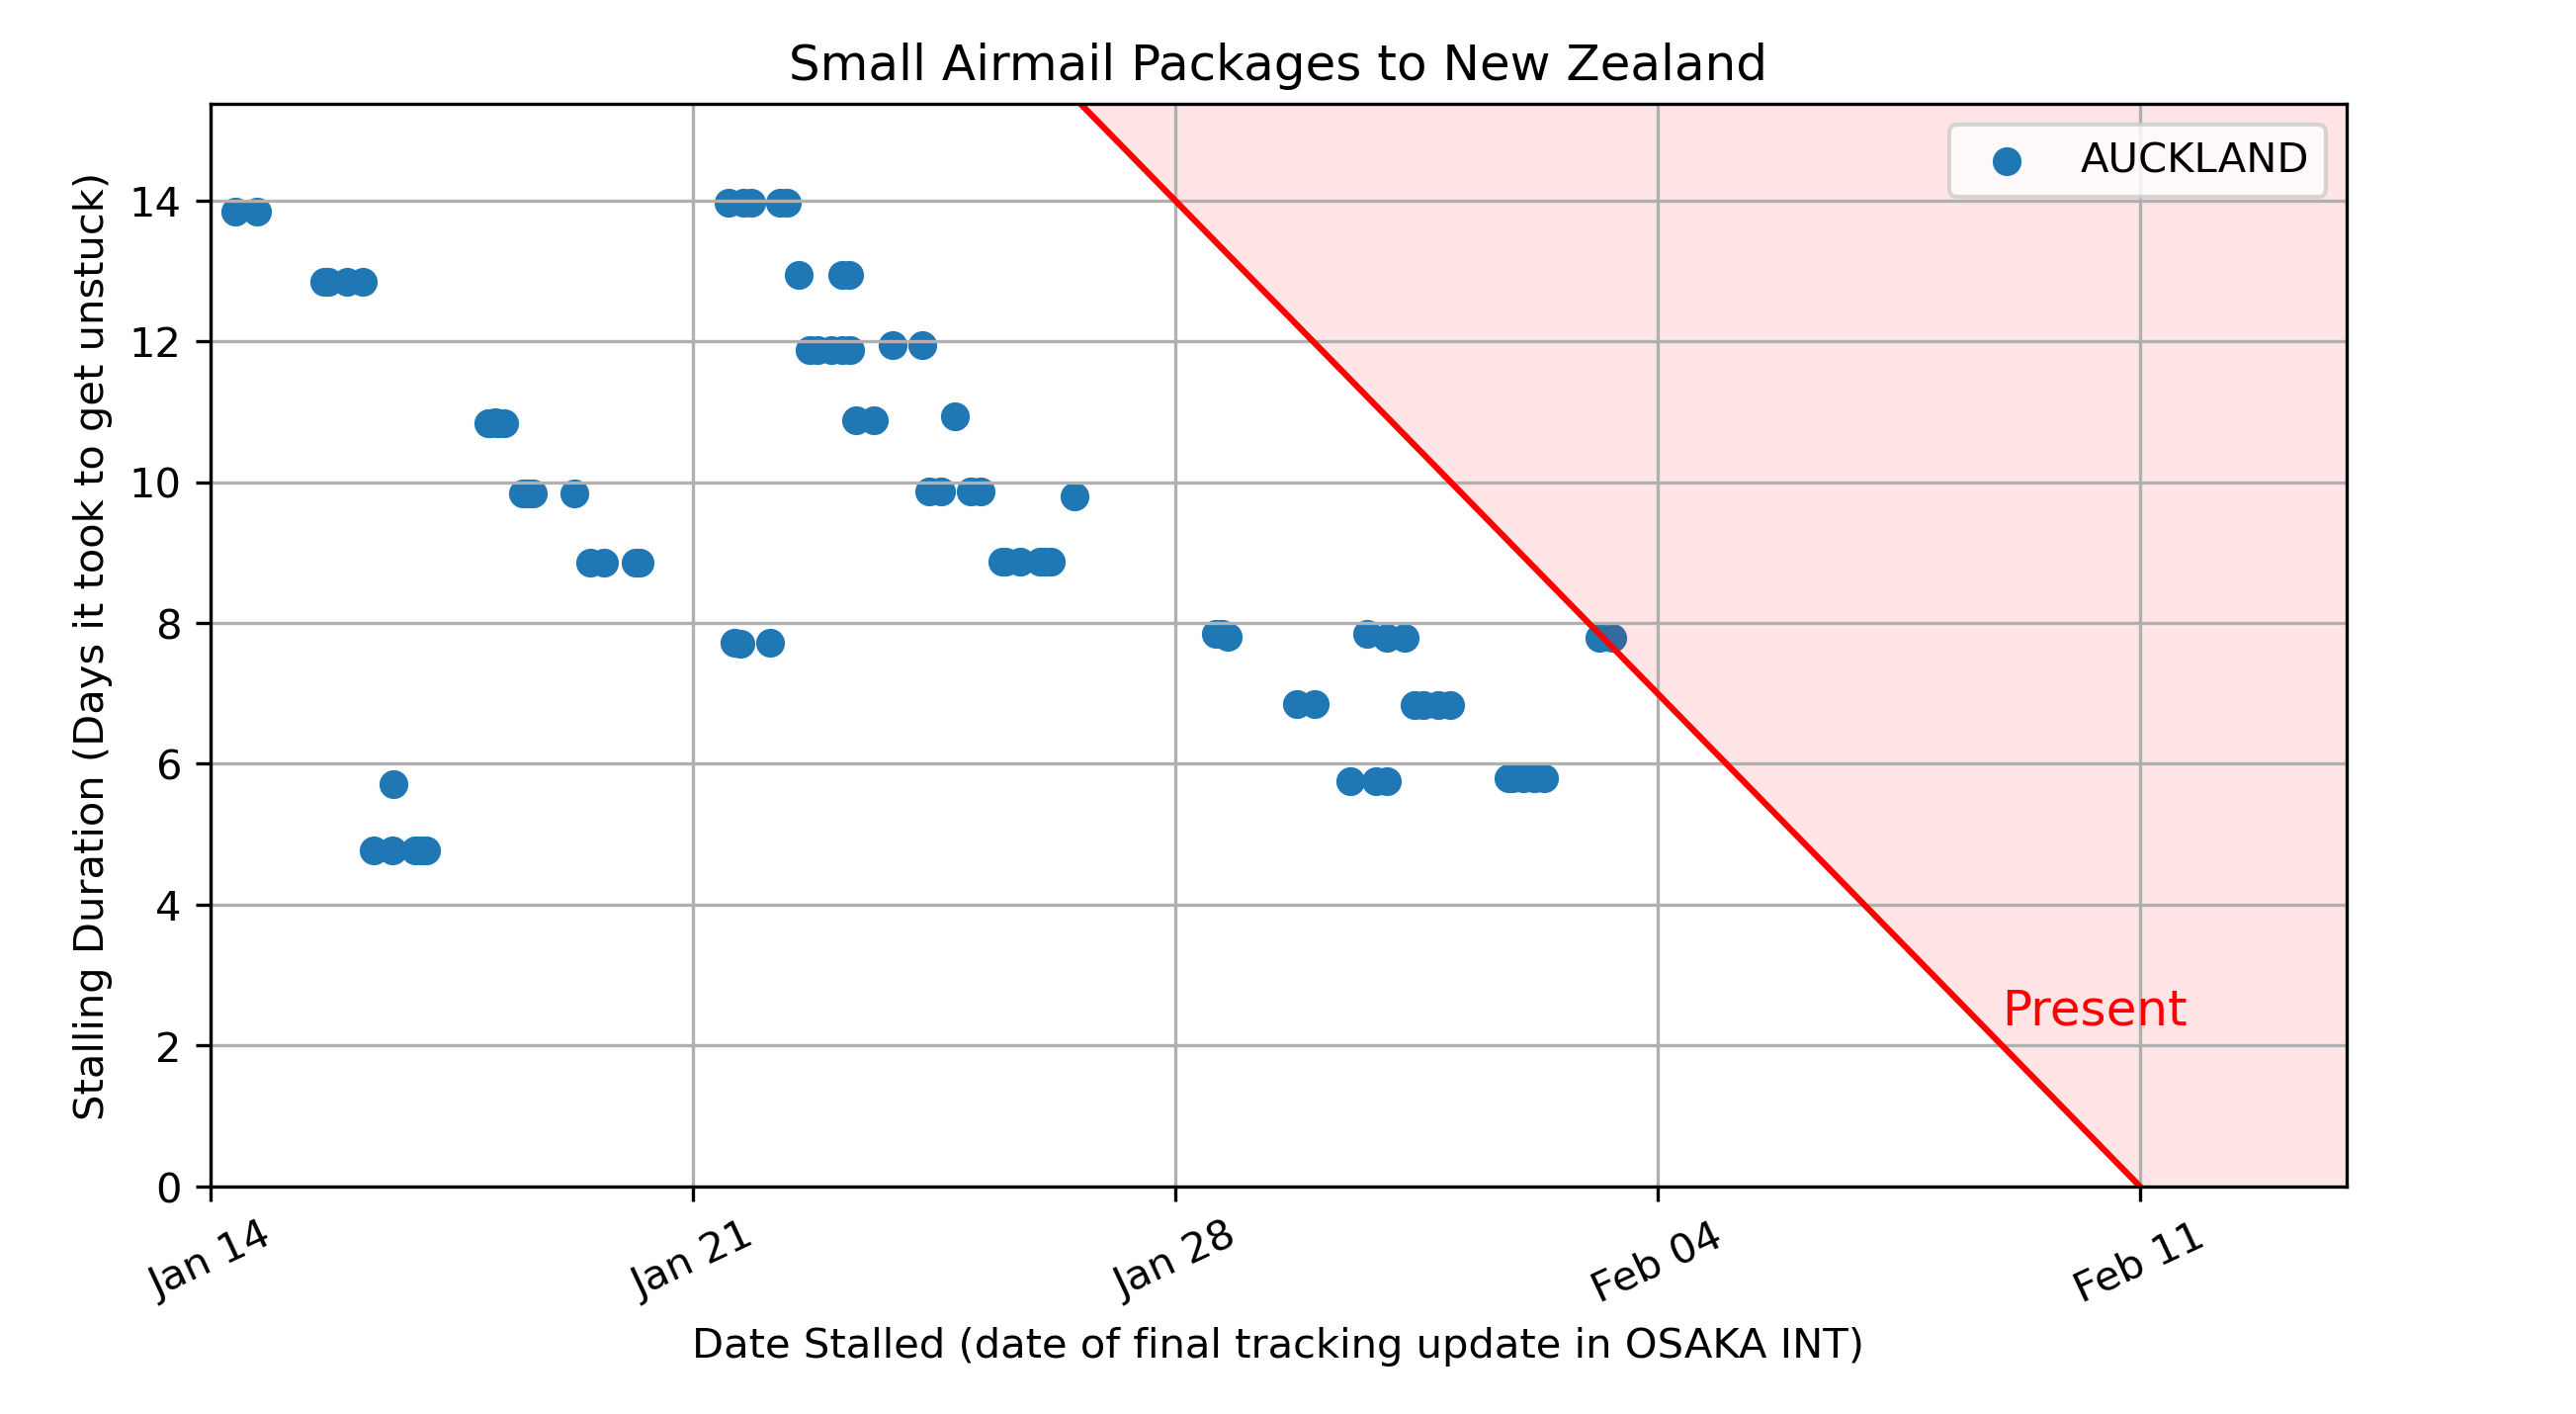 Small Airmail Packages to New Zealand
AUCKLAND
Stalling Duration (Days it took to get unstuck)
14
12
10
8
6
4
2
0
Present
Jan 14
Jan 21
Jan 28
Feb 04
Feb 11
Date Stalled (date of final tracking update in OSAKA INT)